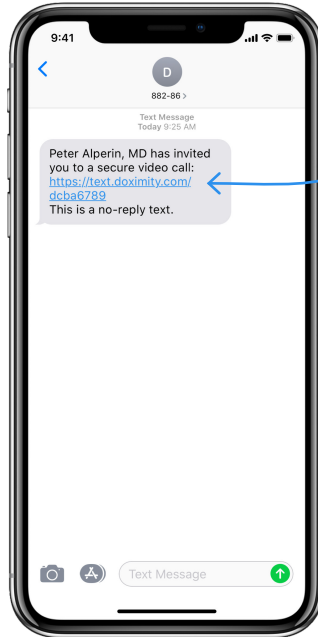 9:41
D
882-86 >
Text Message
Today 9:25 AM
Peter Alperin, MD has invited
you to a secure video call:
https://text.doximity.com/
dcba6789
This is a no-reply text.
Text Message